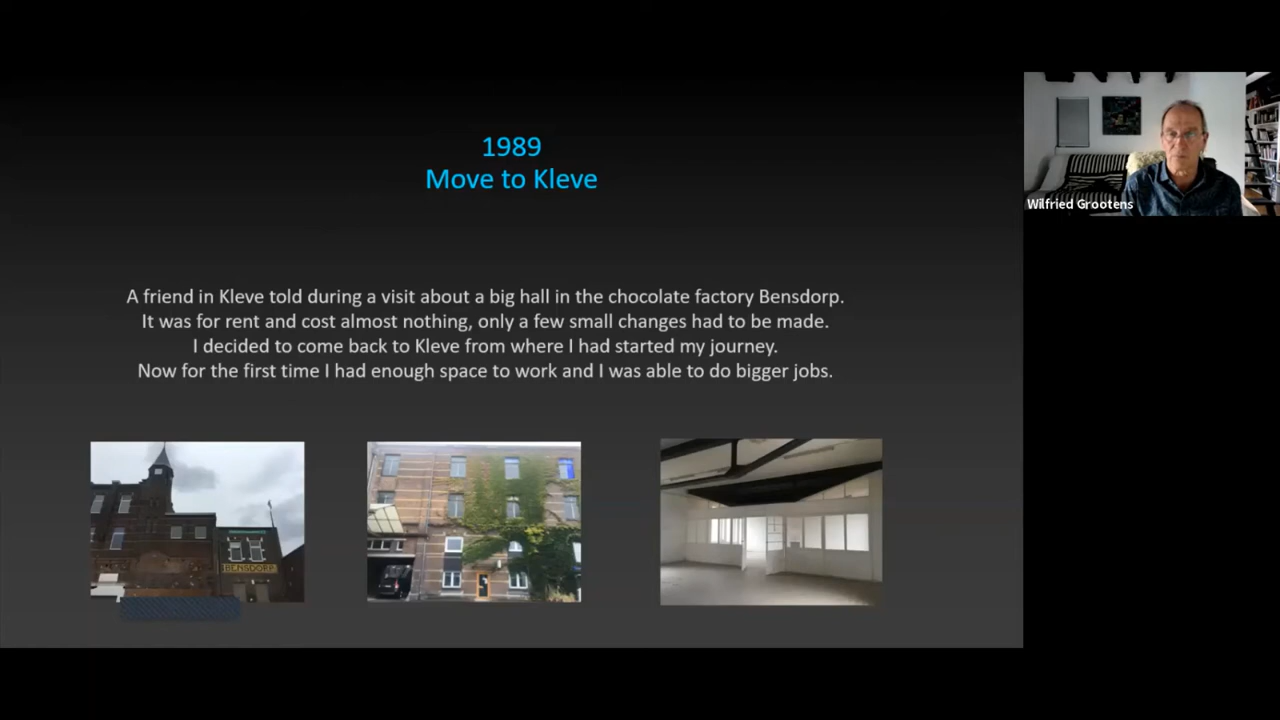 1989
Move to Kleve
A friend in Kleve told during a visit about a big hall in the chocolate factory Bensdorp.
It was for rent and cost almost nothing, only a few small changes had to be made.
I decided to come back to Kleve from where I had started my journey.
Now for the first time I had enough space to work and I was able to do bigger jobs.
Wilfried Grootens
BENSDORP